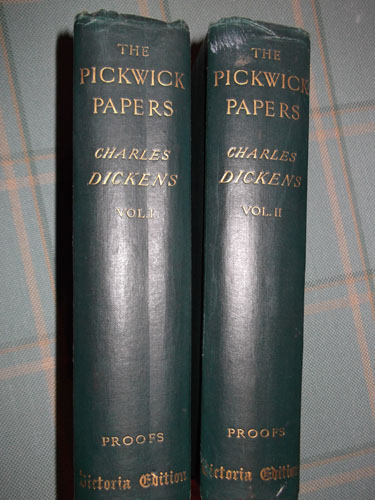 THE
PICKWICK
PAPERS
CHARLES
DICKENS
VOL. I
PROOFS
Victoria Edition
THE
PICKWICK
PAPERS
CHARLES
DICKENS
VOL. II
PROOFS
Victoria Edition